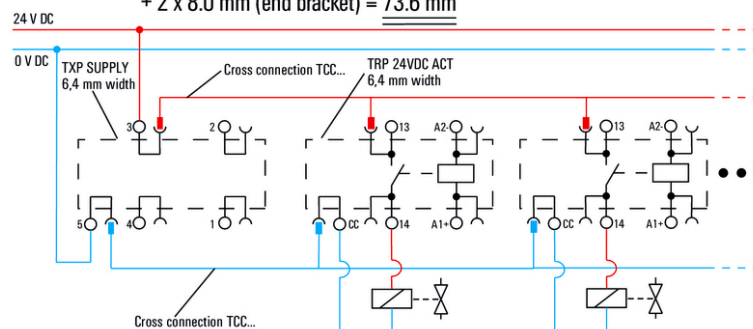 + 2 x 8.0 mm (end bracket) = 73.6 mm
24 V DC
0 V DC
TXP SUPPLY
6,4 mm width
Cross connection TCC...
TRP 24VDC ACT
6,4 mm width
3
2
13
A2-
13
A2-
5
4
1
CC
14
A1+
CC
14
A1+
Cross connection TCC...